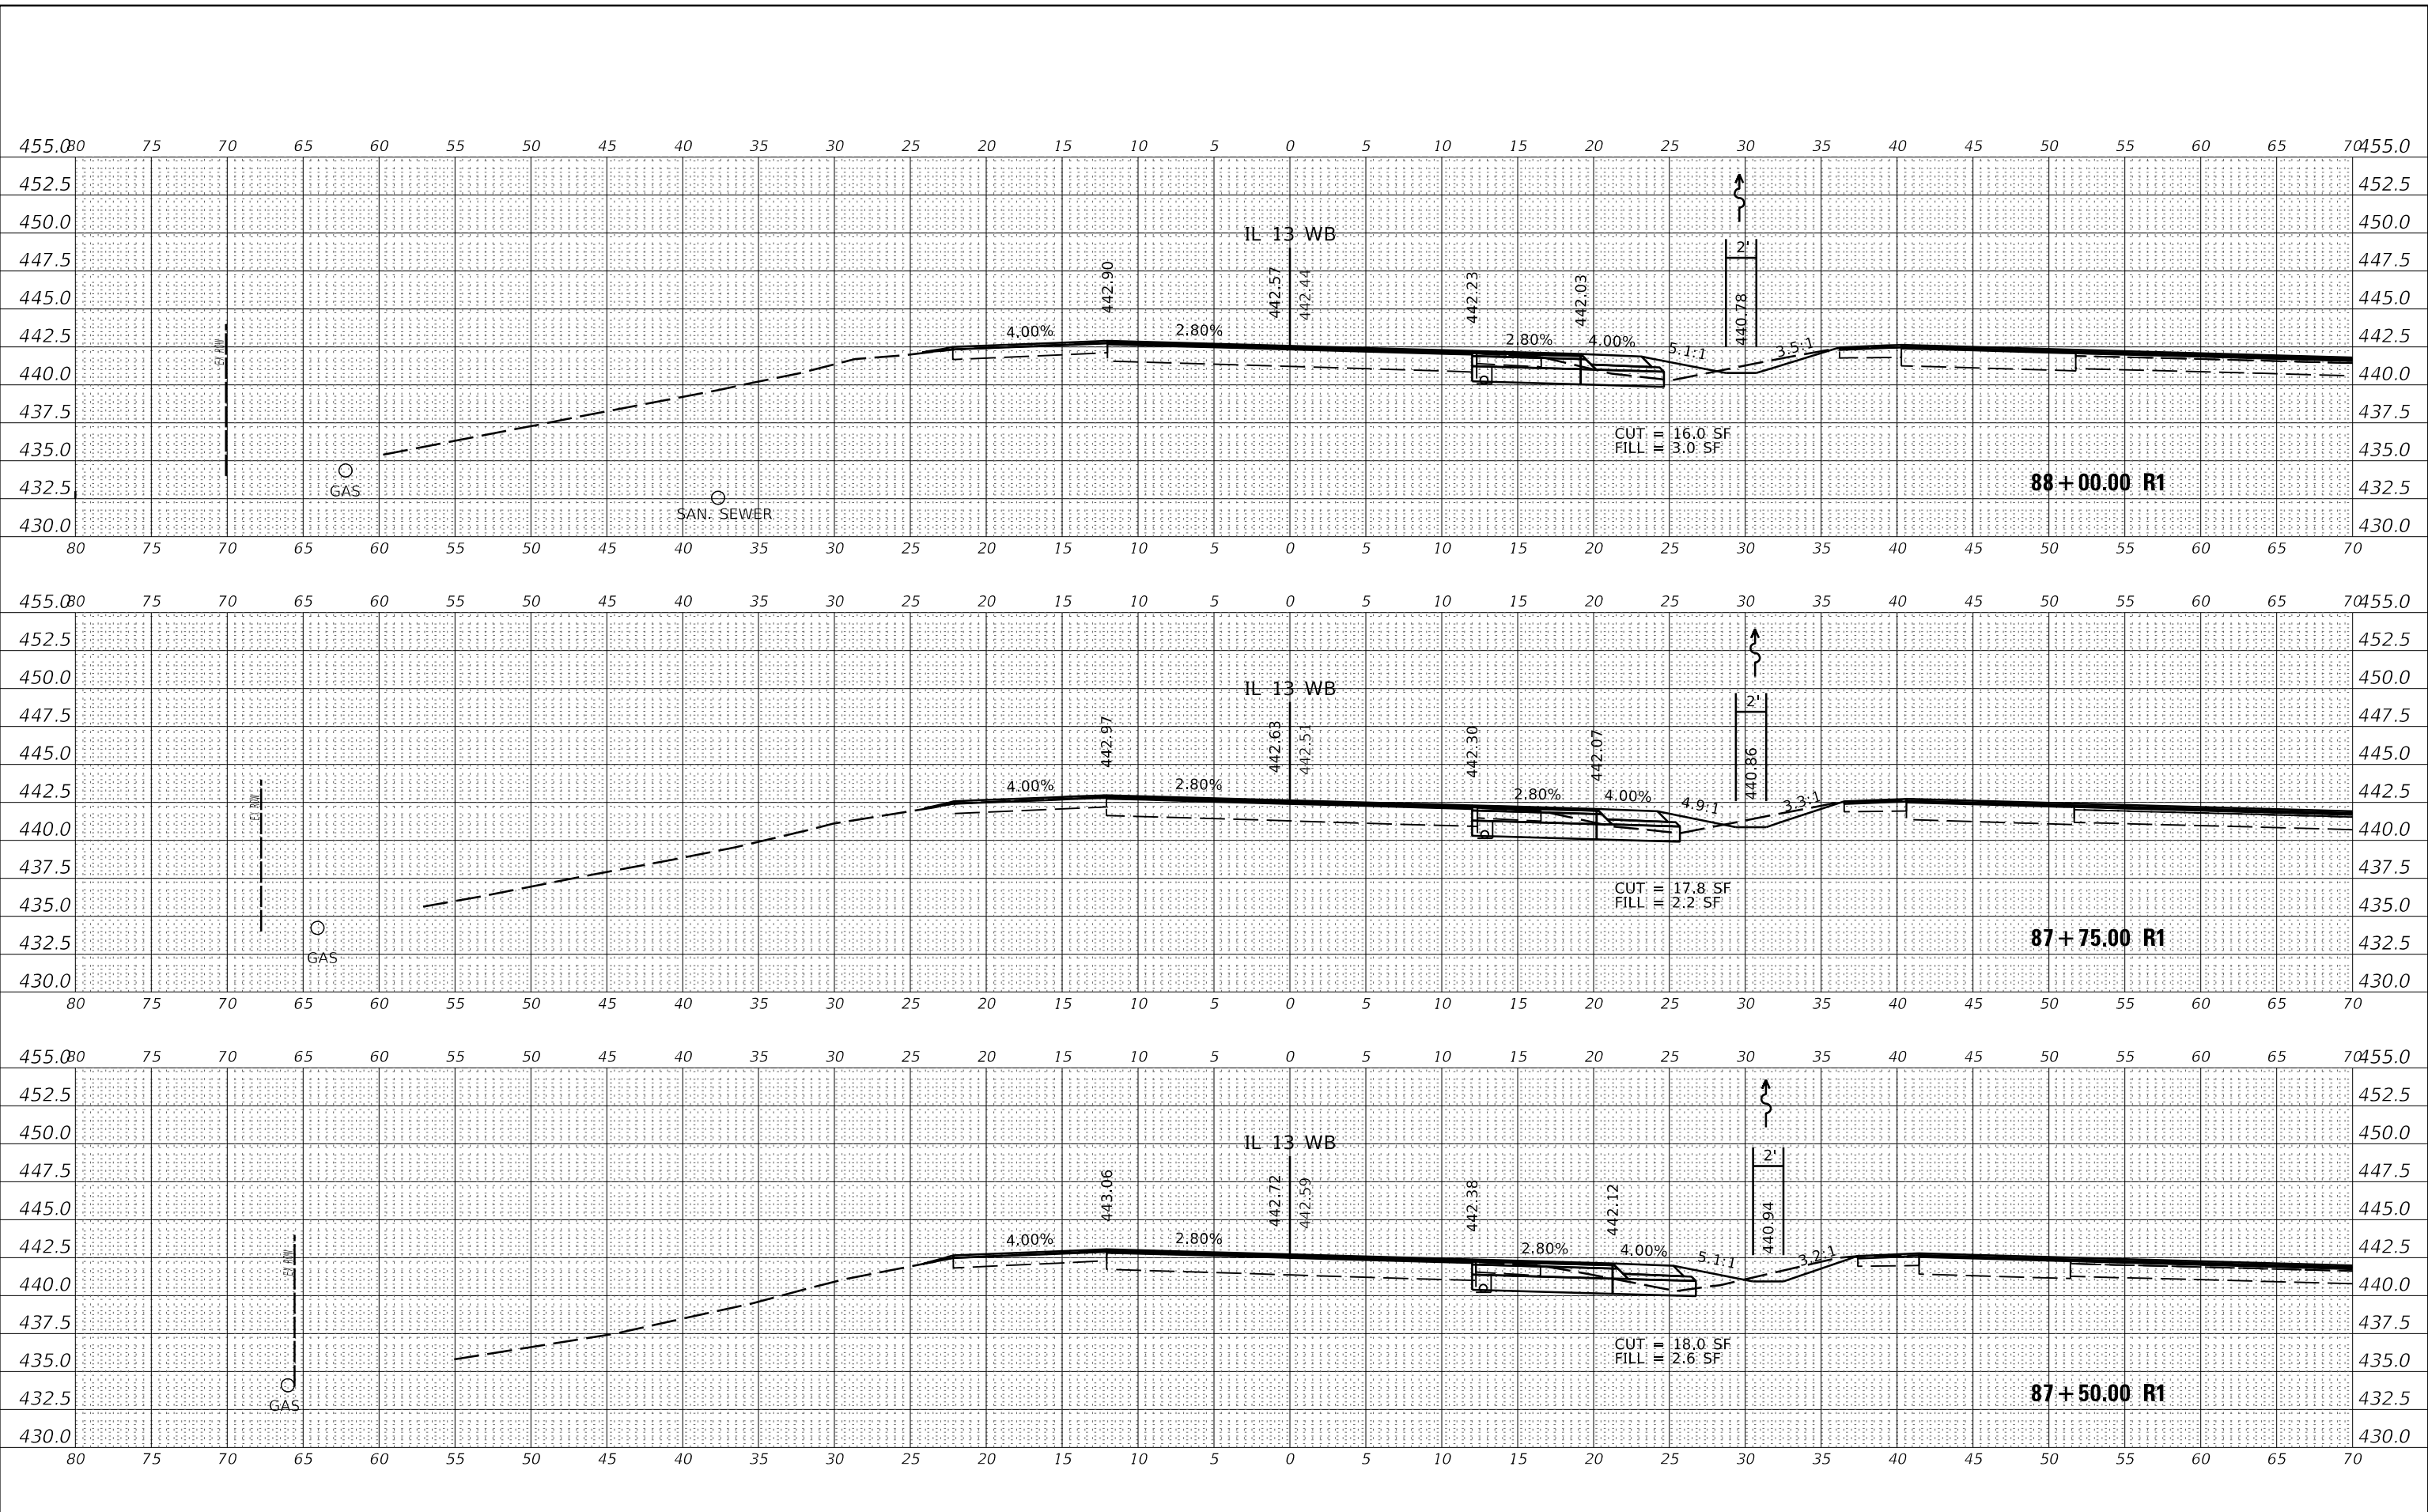 455.0 80 75 70 65 60 55 50 45 40 35 30 25 20 15 10 5 0 5 10 15 20 25 30 35 40 45 50 55 60 65 70 455.0
452.5 452.5
450.0 IL 13 WB 450.0
447.5 2' 447.5
445.0 442.90 442.57 442.44 442.23 442.03 440.78 445.0
442.5 EX ROW 4.00% 2.80% 2.80% 4.00% 5.1:1 3.5:1 442.5
440.0 440.0
437.5 437.5
CUT = 16.0 SF
435.0 FILL = 3.0 SF 435.0
432.5 GAS 88+00.00 R1 432.5
SAN. SEWER
430.0 430.0
80 75 70 65 60 55 50 45 40 35 30 25 20 15 10 5 0 5 10 15 20 25 30 35 40 45 50 55 60 65 70
455.0 80 75 70 65 60 55 50 45 40 35 30 25 20 15 10 5 0 5 10 15 20 25 30 35 40 45 50 55 60 65 70 455.0
452.5 452.5
450.0 IL 13 WB 450.0
447.5 2' 447.5
445.0 442.97 442.63 442.51 442.30 442.07 440.86 445.0
442.5 EX ROW 4.00% 2.80% 2.80% 4.00% 4.9:1 3.3:1 442.5
440.0 440.0
437.5 437.5
CUT = 17.8 SF
435.0 FILL = 2.2 SF 435.0
432.5 87+75.00 R1 432.5
GAS
430.0 430.0
80 75 70 65 60 55 50 45 40 35 30 25 20 15 10 5 0 5 10 15 20 25 30 35 40 45 50 55 60 65 70
455.0 80 75 70 65 60 55 50 45 40 35 30 25 20 15 10 5 0 5 10 15 20 25 30 35 40 45 50 55 60 65 70 455.0
452.5 452.5
450.0 IL 13 WB 450.0
447.5 2' 447.5
445.0 443.06 442.72 442.59 442.38 442.12 440.94 445.0
442.5 EX ROW 4.00% 2.80% 2.80% 4.00% 5.1:1 3.2:1 442.5
440.0 440.0
437.5 437.5
CUT = 18.0 SF
435.0 FILL = 2.6 SF 435.0
432.5 GAS 87+50.00 R1 432.5
430.0 430.0
80 75 70 65 60 55 50 45 40 35 30 25 20 15 10 5 0 5 10 15 20 25 30 35 40 45 50 55 60 65 70